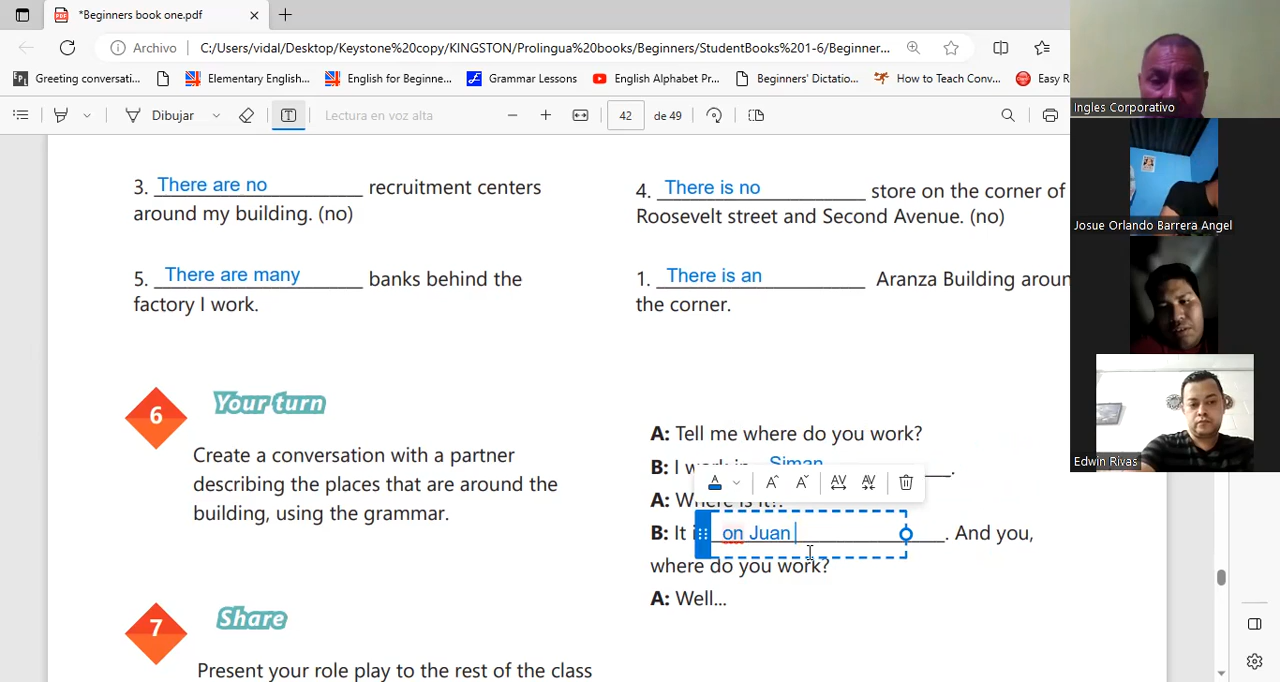 *Beginners book one.pdf
Archivo
C:/Users/vidal/Desktop/Keystone%20copy/KINGSTON/Prolingua%20books/Beginners/StudentBooks%201-6/Beginner...
Greeting conversati...
Elementary English...
English for Beginne...
Grammar Lessons
English Alphabet Pr...
Beginners' Dictatio...
How to Teach Conv...
Easy R
Dibujar
Lectura en voz alta
42
de 49
3. There are no recruitment centers
around my building. (no)
4. There is no store on the corner of
Roosevelt street and Second Avenue. (no)
5. There are many banks behind the
factory I work.
1. There is an Aranza Building aroun
the corner.
6
Your turn
Create a conversation with a partner
describing the places that are around the
building, using the grammar.
A: Tell me where do you work?
B: I work in Siman.
A: Where is it?
B: It i on Juan. And you,
where do you work?
A: Well...
7
Share
Present your role play to the rest of the class
Ingles Corporativo
Josue Orlando Barrera Angel
Edwin Rivas